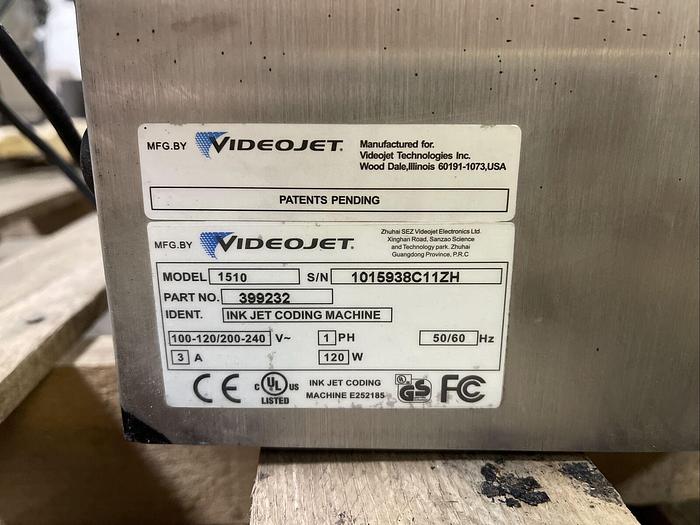 MFG.BY VIDEOJET.
Manufactured for.
Videojet Technologies Inc.
Wood Dale,Illinois 60191-1073,USA
PATENTS PENDING
MFG.BY VIDEOJET.
Zhuhai SEZ Videojet Electronics Ltd.
Xinghan Road, Sanzao Science
and Technology park. Zhuhai
Guangdong Province, P.R.C
MODEL 1510 S/N 1015938C11ZH
PART NO. 399232
IDENT. INK JET CODING MACHINE
100-120/200-240 V~ 1 PH 50/60 Hz
3 A 120 W
CE C UL US LISTED
INK JET CODING
MACHINE E252185
UL GS FC